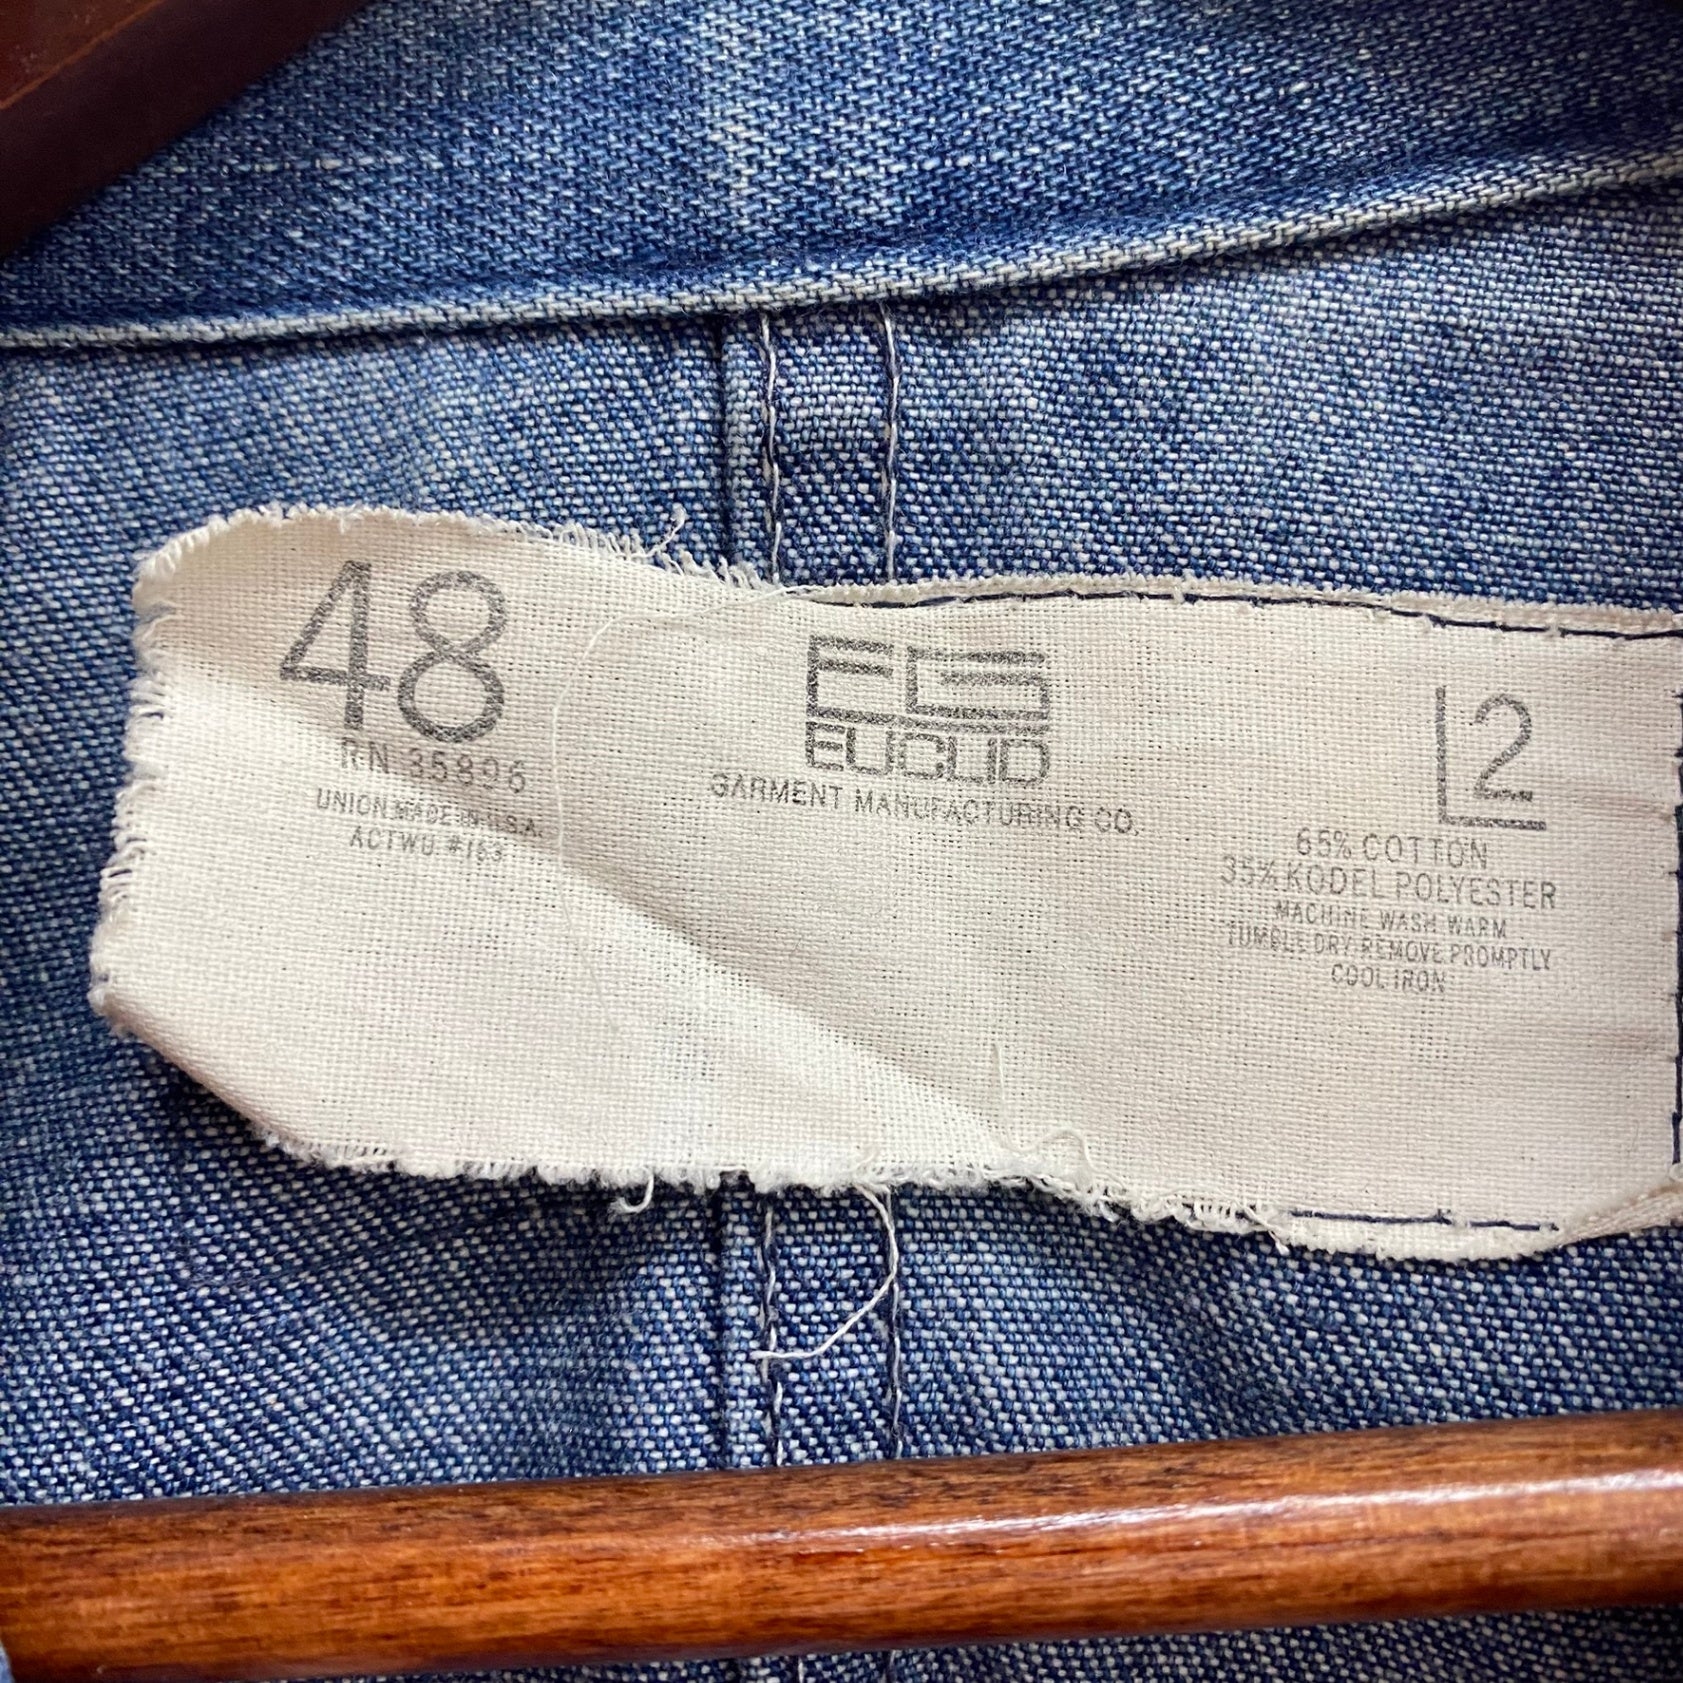 48
RN 35896
UNION MADE IN U.S.A.
ACTWU #153
EG
EUCLID
GARMENT MANUFACTURING CO.
L2
65% COTTON
35% KODEL POLYESTER
MACHINE WASH WARM
TUMBLE DRY REMOVE PROMPTLY
COOL IRON